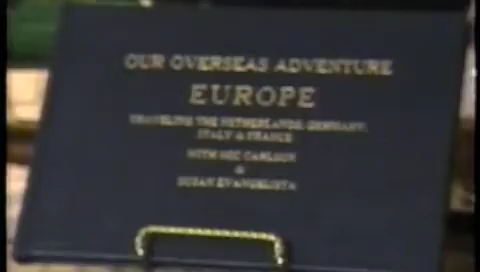 OUR OVERSEAS ADVENTURE
EUROPE
TRAVELING THE NETHERLANDS, GERMANY,
ITALY & FRANCE
WITH CARLSON
&
SUSAN EVANGELISTA